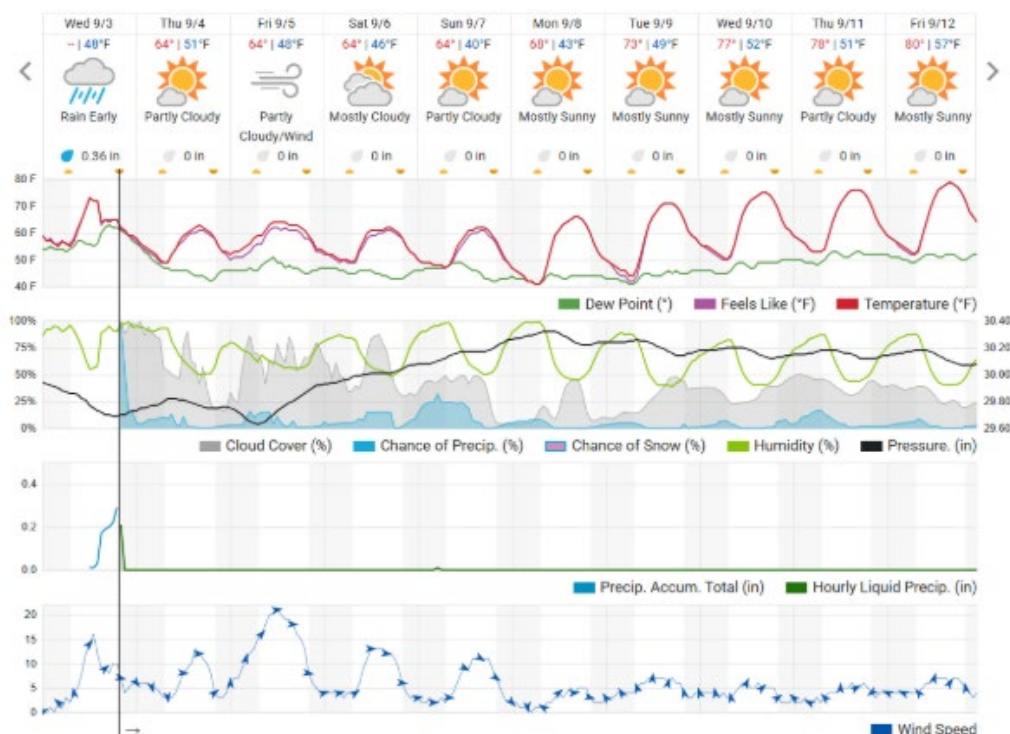 Wed 9/3 Thu 9/4 Fri 9/5 Sat 9/6 Sun 9/7 Mon 9/8 Tue 9/9 Wed 9/10 Thu 9/11 Fri 9/12
-- | 48°F 64° | 51°F 64° | 48°F 64° | 46°F 64° | 40°F 68° | 43°F 73° | 49°F 77° | 52°F 78° | 51°F 80° | 57°F
Rain Early Partly Cloudy Partly Mostly Cloudy Partly Cloudy Mostly Sunny Mostly Sunny Mostly Sunny Partly Cloudy Mostly Sunny
Cloudy/Wind
0.36 in 0 in 0 in 0 in 0 in 0 in 0 in 0 in 0 in 0 in
80 F
70 F
60 F
50 F
40 F
Dew Point (°) Feels Like (°F) Temperature (°F)
100% 30.40
75% 30.20
50% 30.00
25% 29.80
0% 29.60
Cloud Cover (%) Chance of Precip. (%) Chance of Snow (%) Humidity (%) Pressure. (in)
0.4
0.2
0.0
Precip. Accum. Total (in) Hourly Liquid Precip. (in)
20
15
10
5
0
Wind Speed